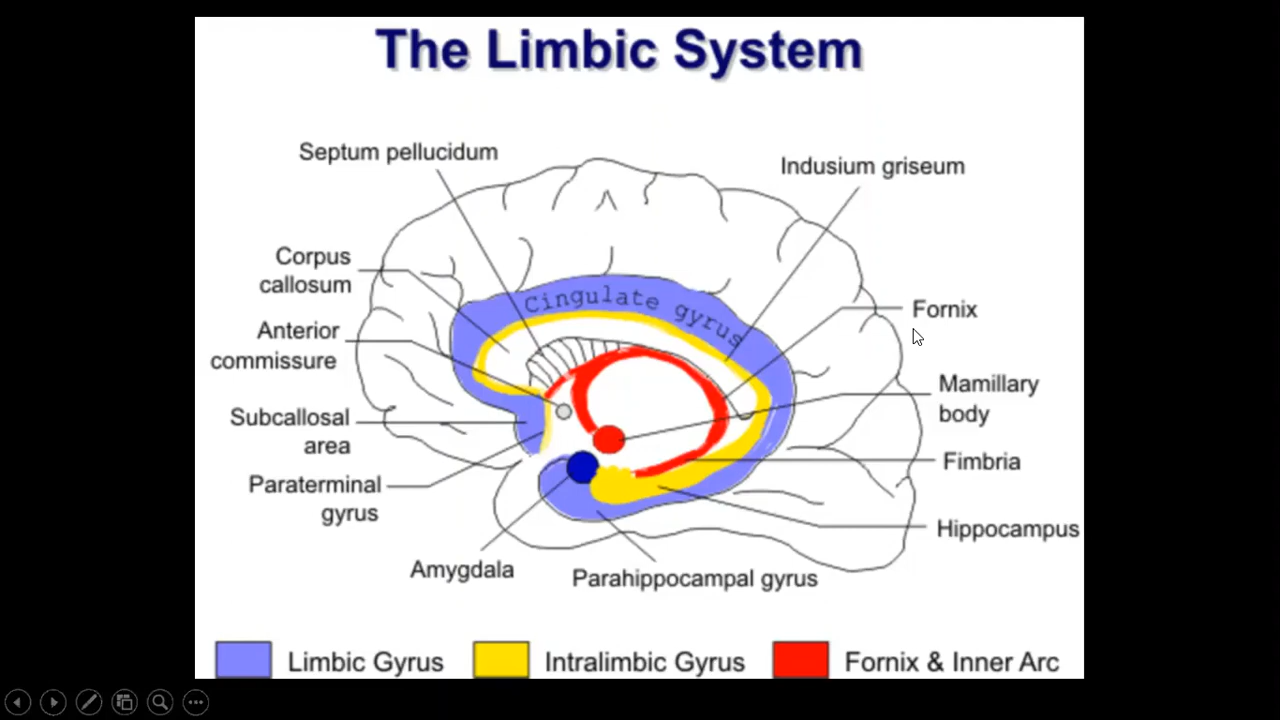 The Limbic System
Septum pellucidum
Indusium griseum
Corpus
callosum
Cingulate gyrus
Fornix
Anterior
commissure
Mamillary
body
Subcallosal
area
Fimbria
Paraterminal
gyrus
Hippocampus
Amygdala
Parahippocampal gyrus
Limbic Gyrus
Intralimbic Gyrus
Fornix & Inner Arc